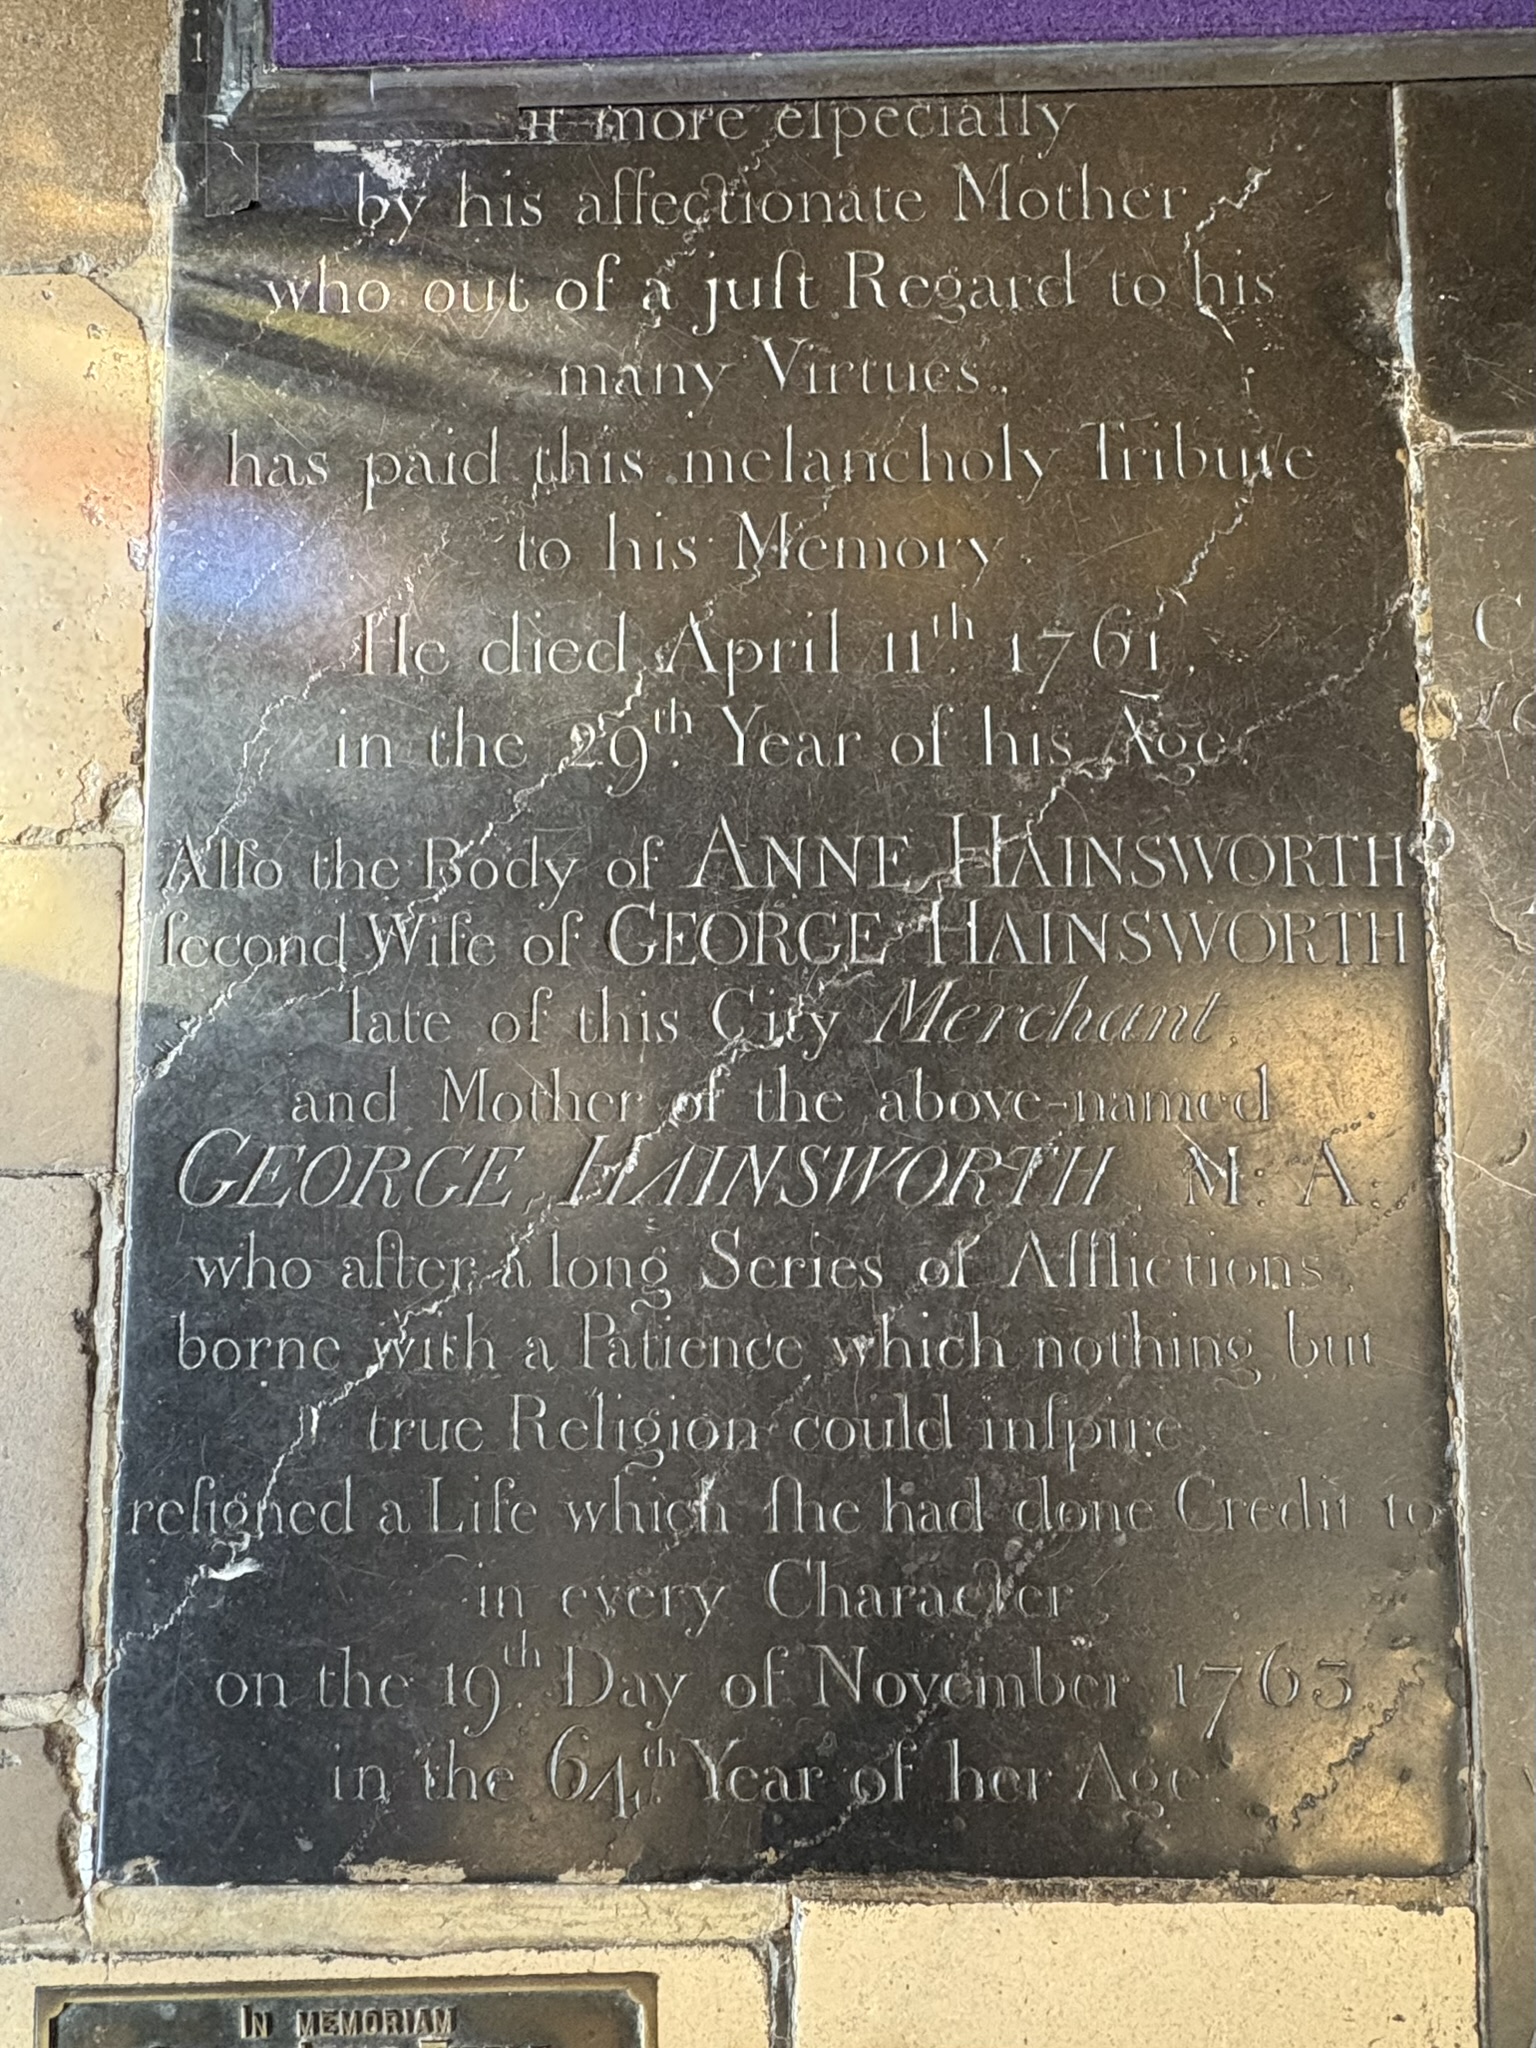 more eſpecially
by his affectionate Mother
who out of a juſt Regard to his
many Virtues,
has paid this melancholy Tribute
to his Memory.
He died April 11th 1761,
in the 29th Year of his Age.
Alſo the Body of ANNE HAINSWORTH
ſecond Wife of GEORGE HAINSWORTH
late of this City Merchant,
and Mother of the above-named
GEORGE HAINSWORTH M: A:
who after a long Series of Afflictions,
borne with a Patience which nothing but
true Religion could inſpire,
reſigned a Life which ſhe had done Credit to
in every Character,
on the 19th Day of November 1763
in the 64th Year of her Age.
IN MEMORIAM